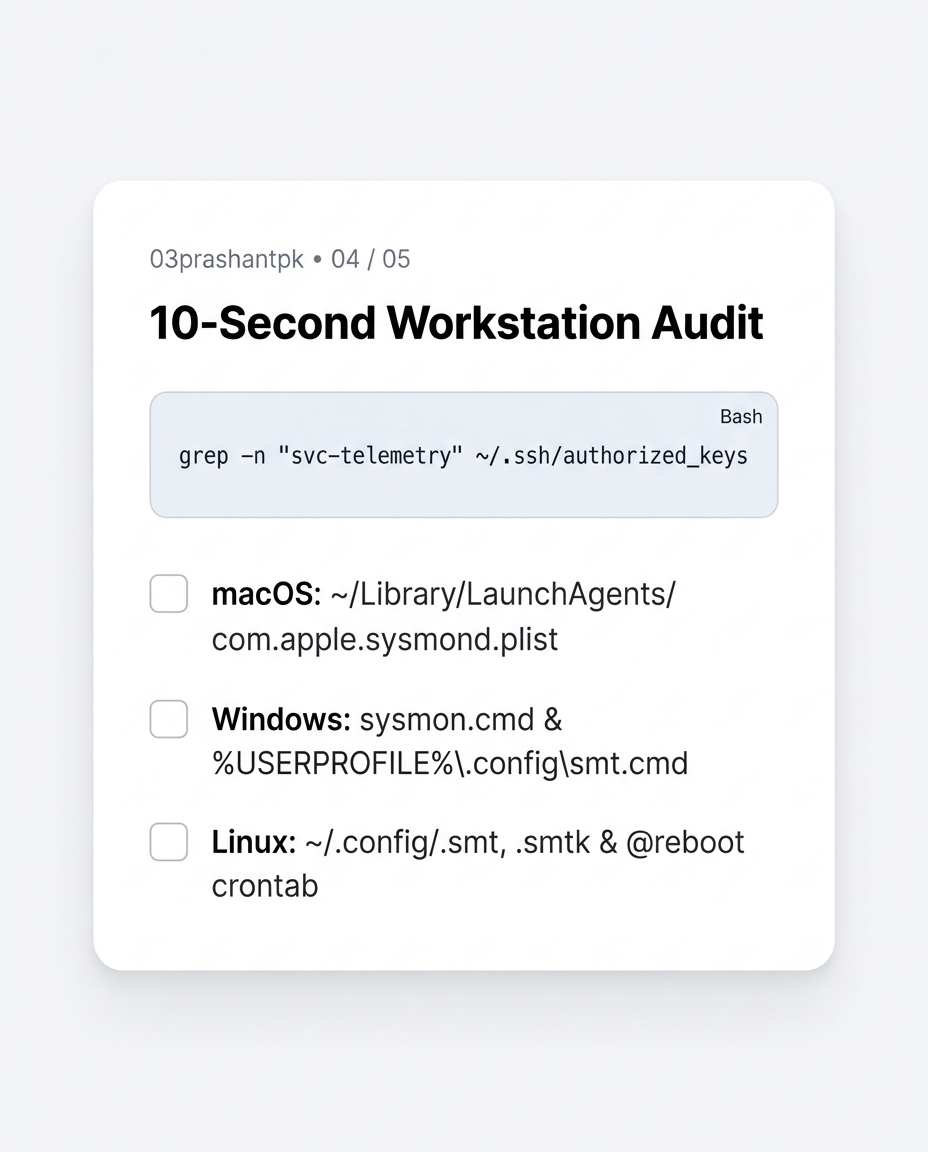 03prashantpk • 04 / 05
10-Second Workstation Audit
Bash
grep -n "svc-telemetry" ~/.ssh/authorized_keys
macOS: ~/Library/LaunchAgents/
com.apple.sysmond.plist
Windows: sysmon.cmd &
%USERPROFILE%\.config\smt.cmd
Linux: ~/.config/.smt, .smtk & @reboot
crontab